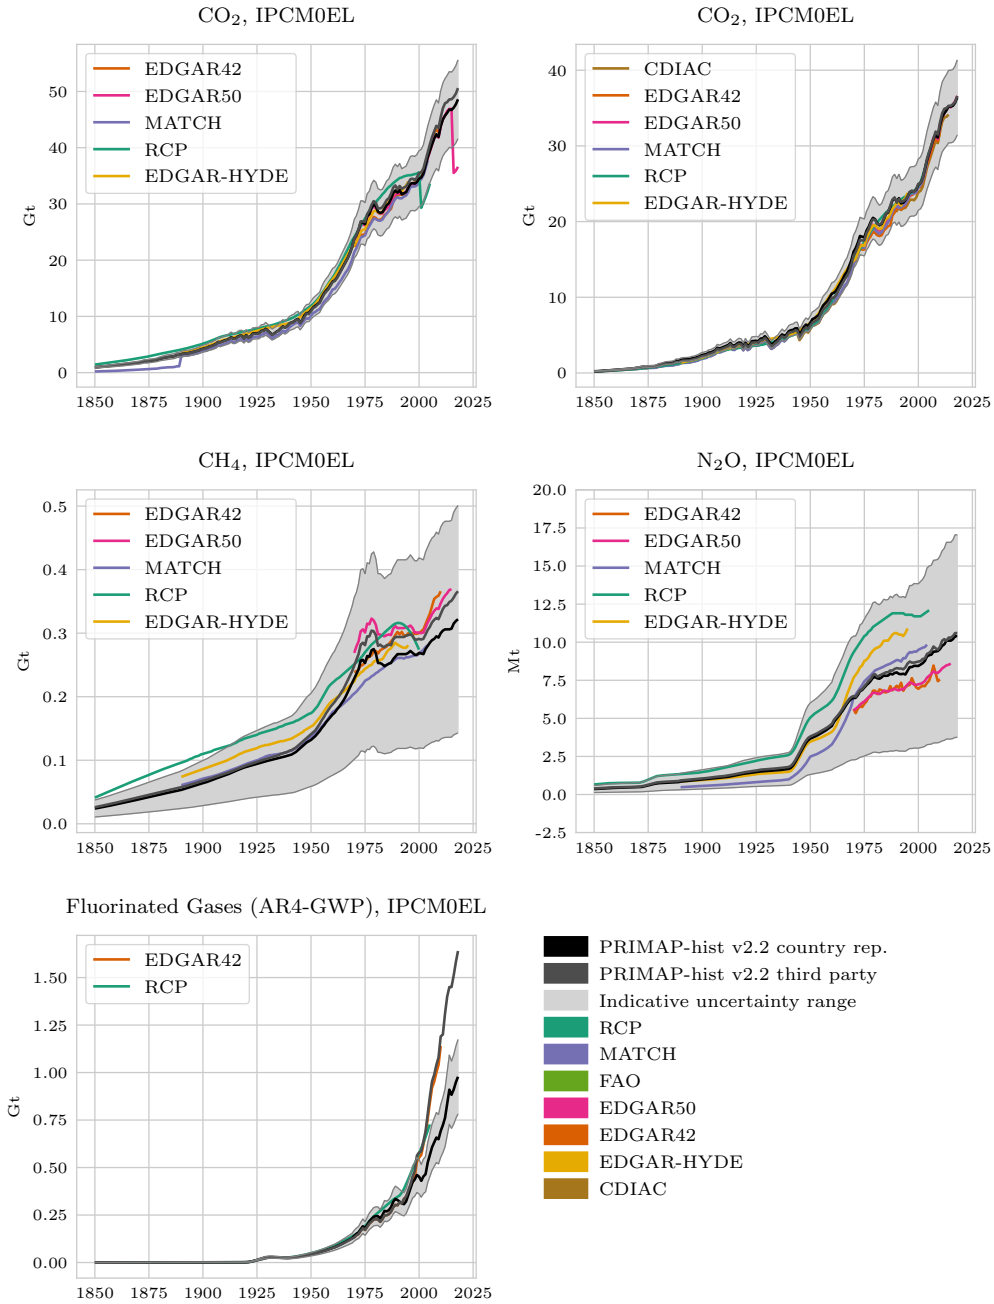 CO₂, IPCM0EL
EDGAR42
EDGAR50
MATCH
RCP
EDGAR-HYDE
Gt
50
40
30
20
10
0
1850 1875 1900 1925 1950 1975 2000 2025
CO₂, IPCM0EL
CDIAC
EDGAR42
EDGAR50
MATCH
RCP
EDGAR-HYDE
Gt
40
30
20
10
0
1850 1875 1900 1925 1950 1975 2000 2025
CH₄, IPCM0EL
EDGAR42
EDGAR50
MATCH
RCP
EDGAR-HYDE
Gt
0.5
0.4
0.3
0.2
0.1
0.0
1850 1875 1900 1925 1950 1975 2000 2025
N₂O, IPCM0EL
EDGAR42
EDGAR50
MATCH
RCP
EDGAR-HYDE
Mt
20.0
17.5
15.0
12.5
10.0
7.5
5.0
2.5
0.0
-2.5
1850 1875 1900 1925 1950 1975 2000 2025
Fluorinated Gases (AR4-GWP), IPCM0EL
EDGAR42
RCP
Gt
1.50
1.25
1.00
0.75
0.50
0.25
0.00
1850 1875 1900 1925 1950 1975 2000 2025
PRIMAP-hist v2.2 country rep.
PRIMAP-hist v2.2 third party
Indicative uncertainty range
RCP
MATCH
FAO
EDGAR50
EDGAR42
EDGAR-HYDE
CDIAC